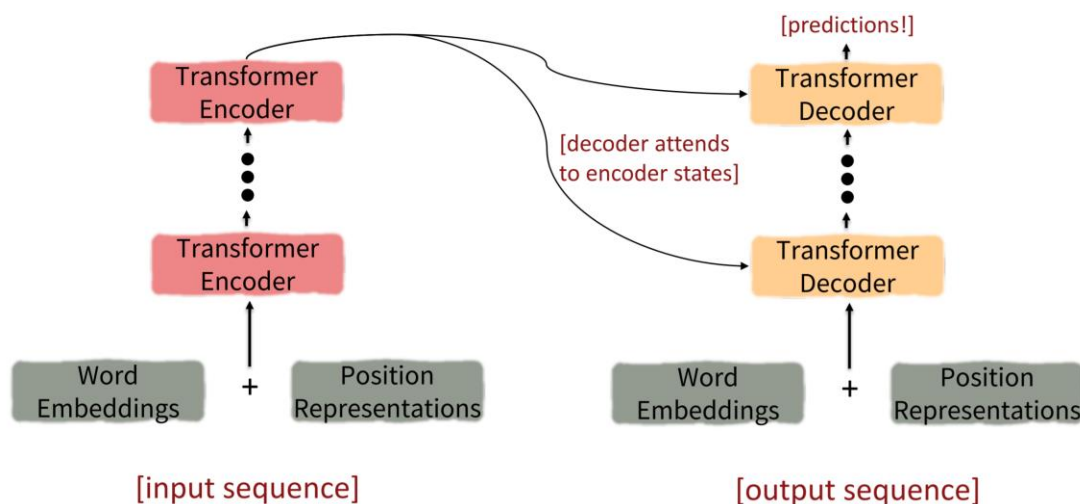 [predictions!]
Transformer
Encoder
Transformer
Decoder
[decoder attends
to encoder states]
Transformer
Encoder
Transformer
Decoder
Word
Embeddings
+
Position
Representations
Word
Embeddings
+
Position
Representations
[input sequence]
[output sequence]